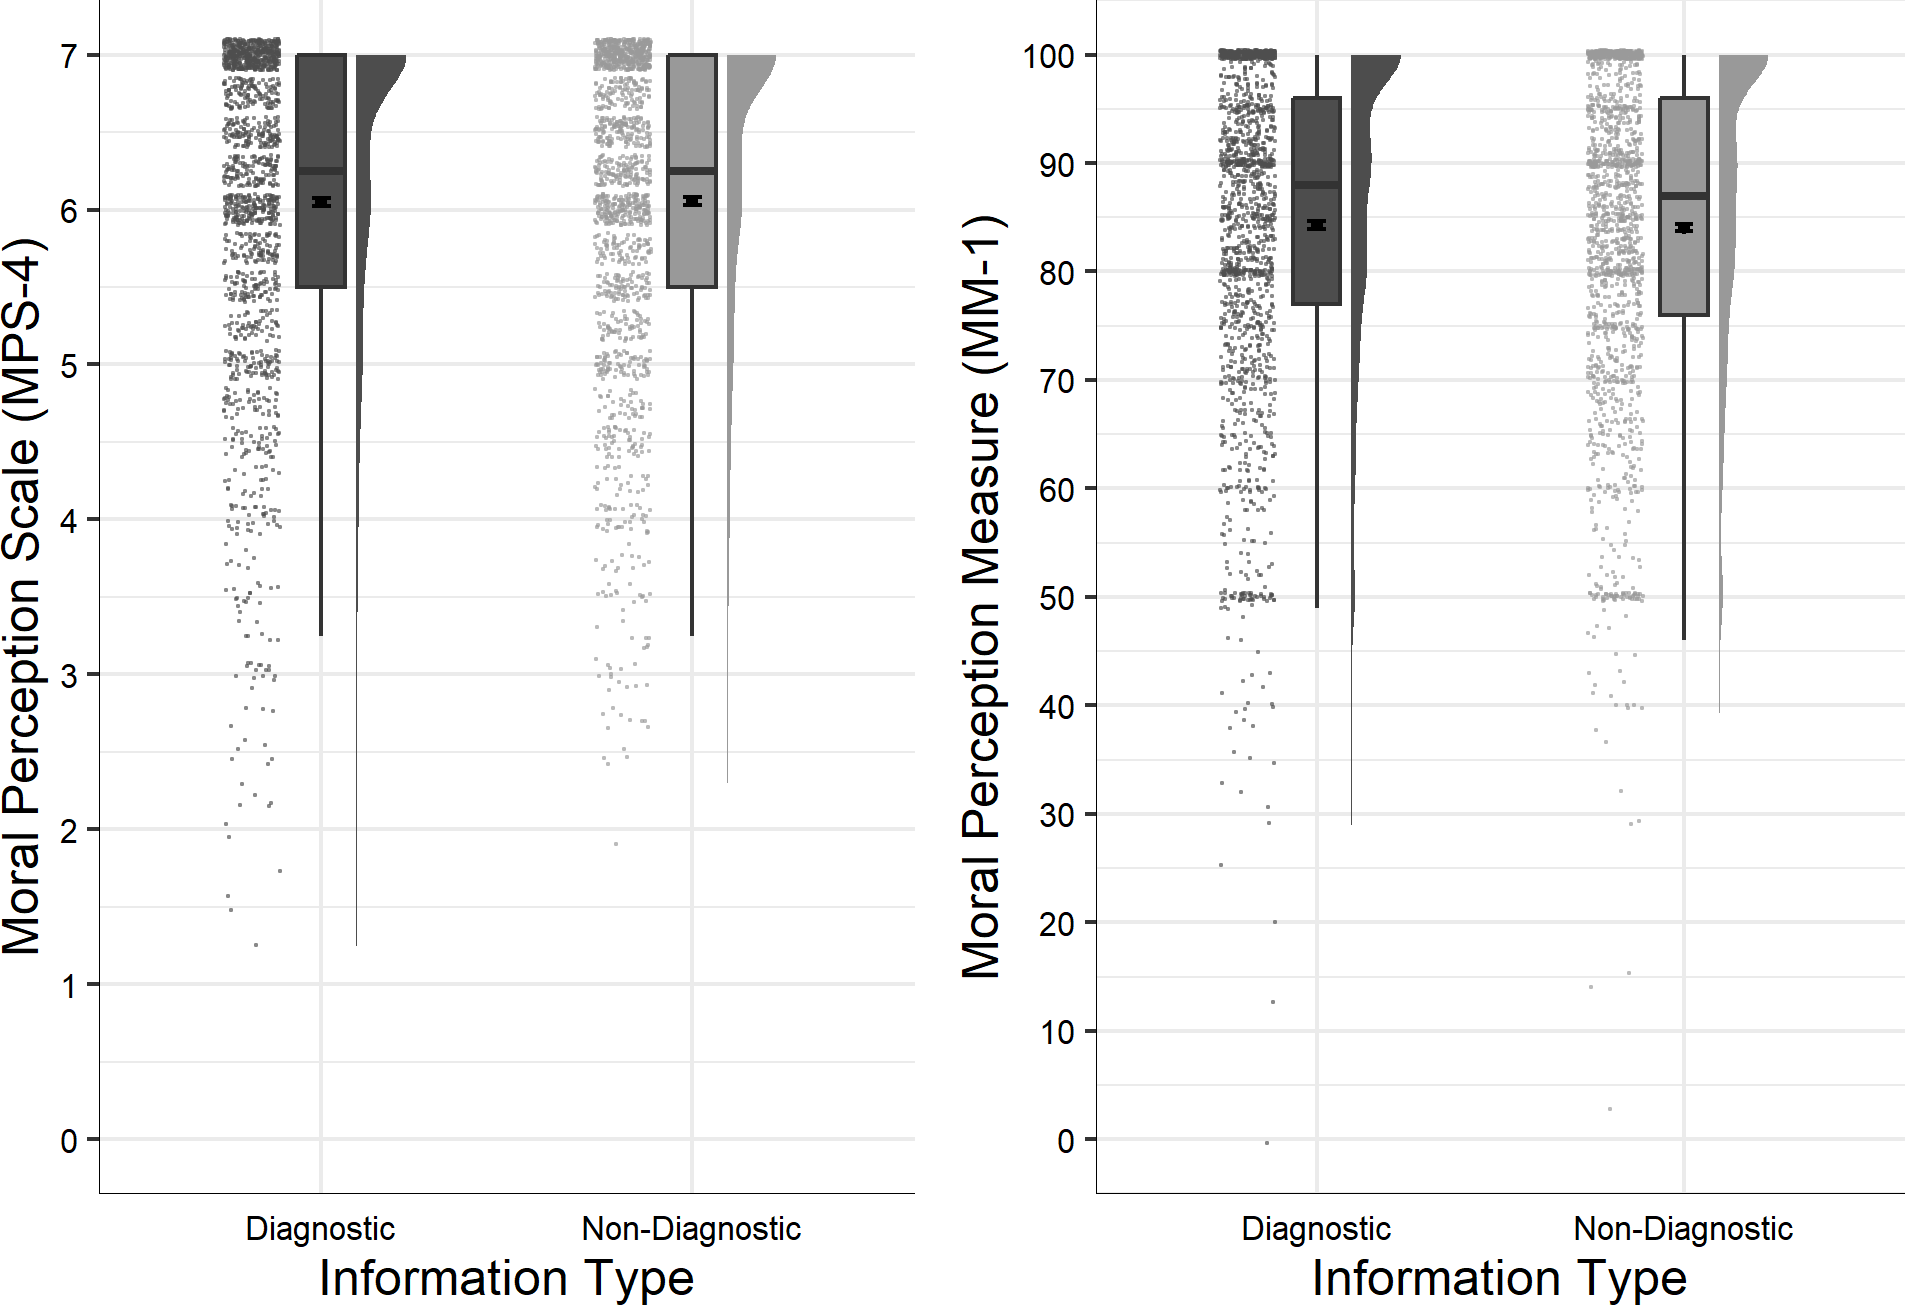 Moral Perception Scale (MPS-4)
7
6
5
4
3
2
1
0
Diagnostic
Non-Diagnostic
Information Type
Moral Perception Measure (MM-1)
100
90
80
70
60
50
40
30
20
10
0
Diagnostic
Non-Diagnostic
Information Type